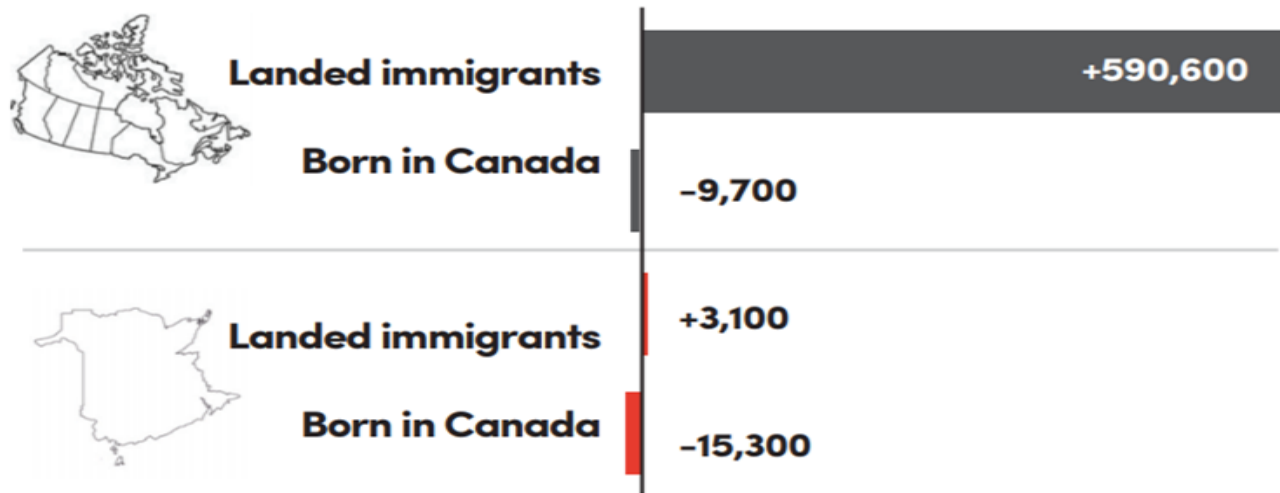 Landed immigrants
+590,600
Born in Canada
-9,700
Landed immigrants
+3,100
Born in Canada
-15,300